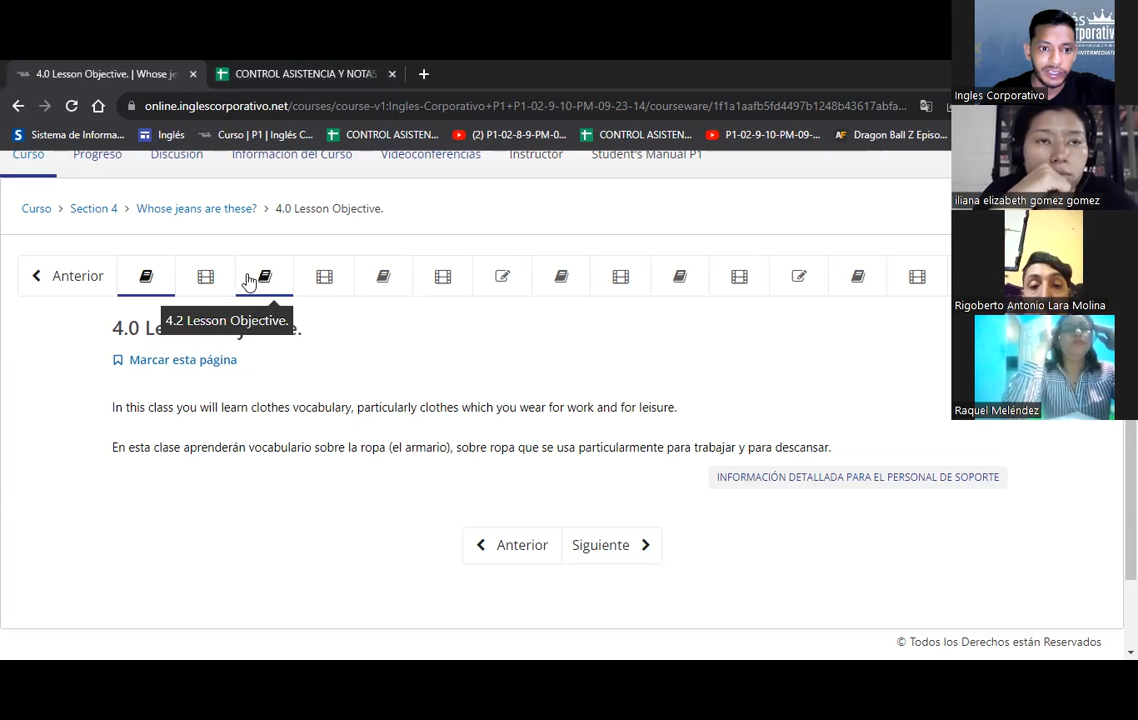 4.0 Lesson Objective. | Whose je
CONTROL ASISTENCIA Y NOTAS
online.inglescorporativo.net/courses/course-v1:Ingles-Corporativo+P1+P1-02-9-10-PM-09-23-14/courseware/1f1a1aafb5fd4497b1248b43617abfa...
Sistema de Informa...
Inglés
Curso | P1 | Inglés C...
CONTROL ASISTEN...
(2) P1-02-8-9-PM-0...
CONTROL ASISTEN...
P1-02-9-10-PM-09-...
Dragon Ball Z Episo...
Curso
Progreso
Discusión
Información del Curso
Videoconferencias
Instructor
Student's Manual P1
Curso > Section 4 > Whose jeans are these? > 4.0 Lesson Objective.
Anterior
4.2 Lesson Objective.
Marcar esta página
In this class you will learn clothes vocabulary, particularly clothes which you wear for work and for leisure.
En esta clase aprenderán vocabulario sobre la ropa (el armario), sobre ropa que se usa particularmente para trabajar y para descansar.
INFORMACIÓN DETALLADA PARA EL PERSONAL DE SOPORTE
Anterior
Siguiente
© Todos los Derechos están Reservados
Ingles Corporativo
iliana elizabeth gomez gomez
Rigoberto Antonio Lara Molina
Raquel Meléndez